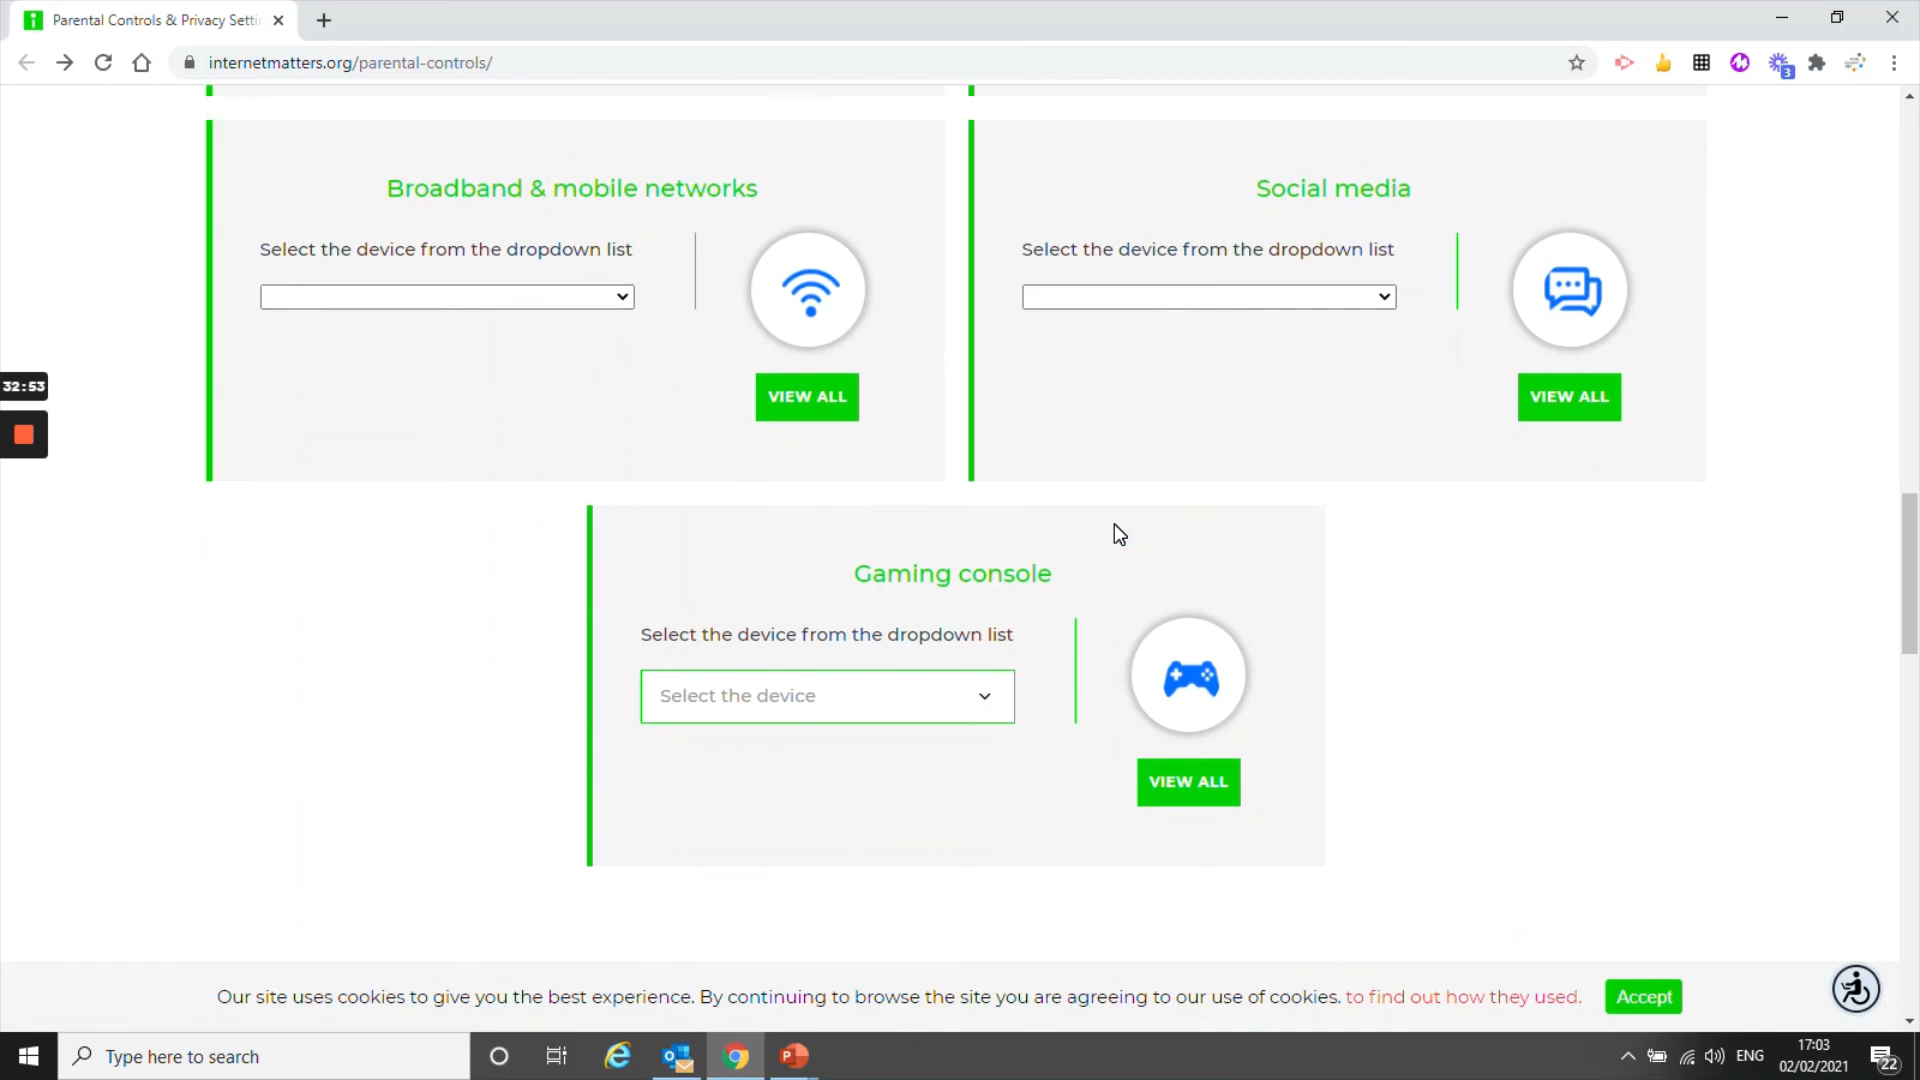 Parental Controls & Privacy Setti
internetmatters.org/parental-controls/
3
Broadband & mobile networks
Select the device from the dropdown list
VIEW ALL
Social media
Select the device from the dropdown list
VIEW ALL
32:53
Gaming console
Select the device from the dropdown list
Select the device
VIEW ALL
Our site uses cookies to give you the best experience. By continuing to browse the site you are agreeing to our use of cookies. to find out how they used.
Accept
Type here to search
ENG
17:03
02/02/2021
22